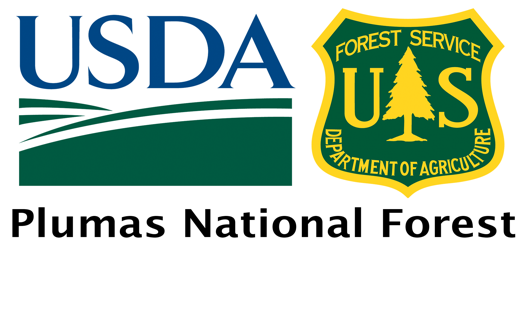 USDA
FOREST SERVICE
U S
DEPARTMENT OF AGRICULTURE
Plumas National Forest